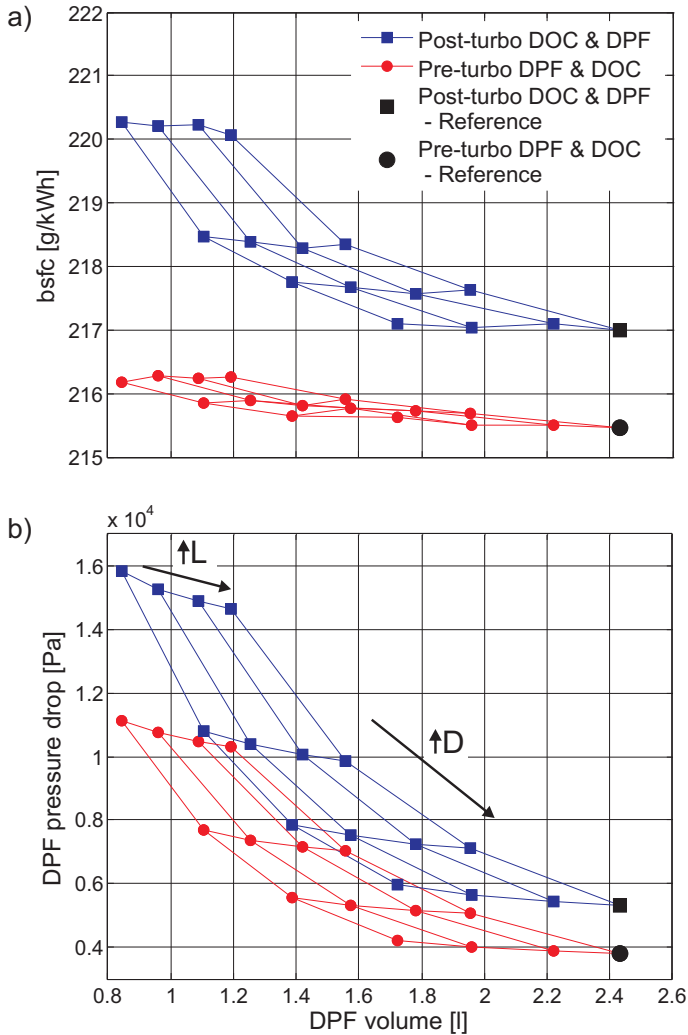 a)
222
221
220
219
218
217
216
215
bsfc [g/kWh]
Post-turbo DOC & DPF
Pre-turbo DPF & DOC
Post-turbo DOC & DPF
- Reference
Pre-turbo DPF & DOC
- Reference
b)
x 10⁴
1.6
1.4
1.2
10
0.8
0.6
0.4
DPF pressure drop [Pa]
L
D
0.8 1 1.2 1.4 1.6 1.8 2 2.2 2.4 2.6
DPF volume [l]